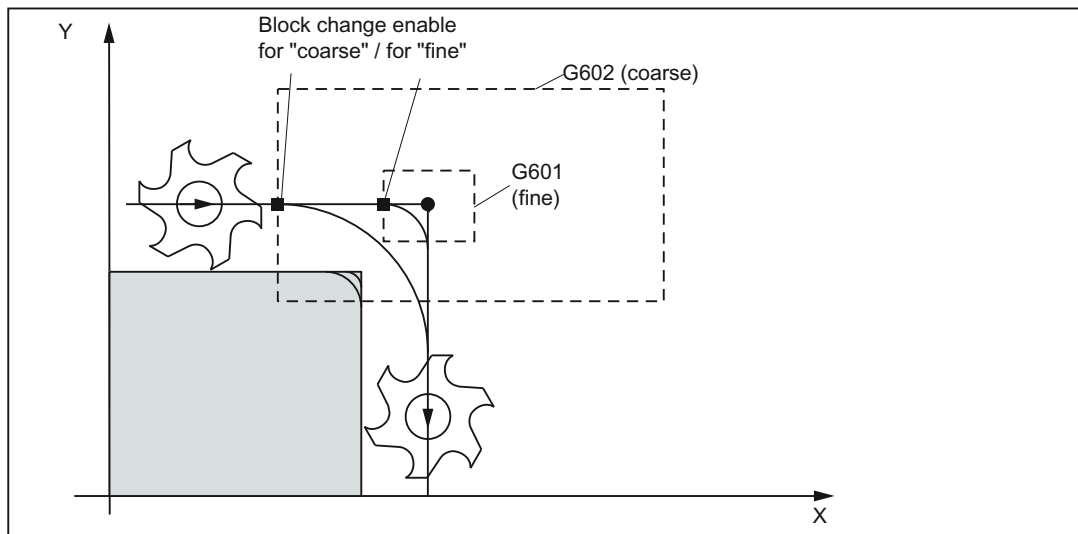 Y
Block change enable
for "coarse" / for "fine"
G602 (coarse)
G601
(fine)
X